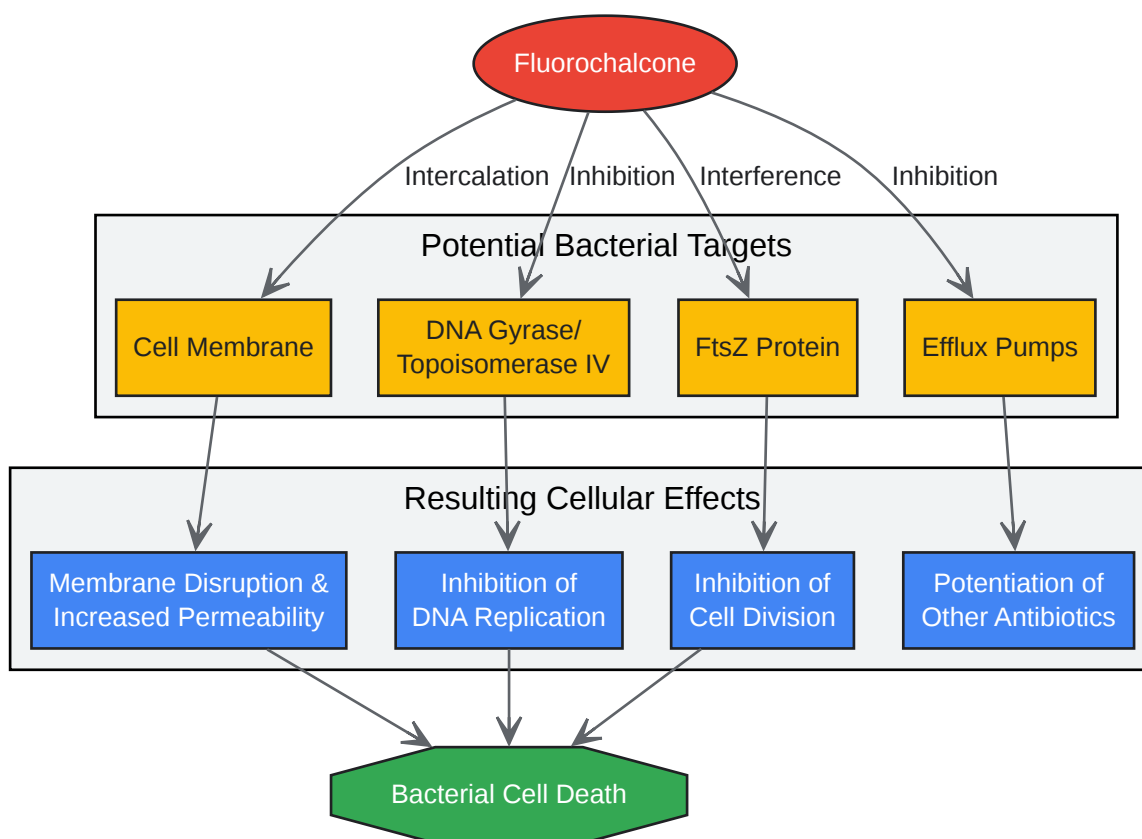 Fluorochalcone
Intercalation
Inhibition
Interference
Inhibition
Potential Bacterial Targets
Cell Membrane
DNA Gyrase/
Topoisomerase IV
FtsZ Protein
Efflux Pumps
Resulting Cellular Effects
Membrane Disruption &
Increased Permeability
Inhibition of
DNA Replication
Inhibition of
Cell Division
Potentiation of
Other Antibiotics
Bacterial Cell Death